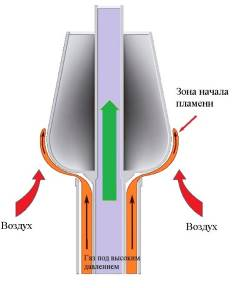 Зона начала
пламени
Воздух
Воздух
Газ под высоким
давлением